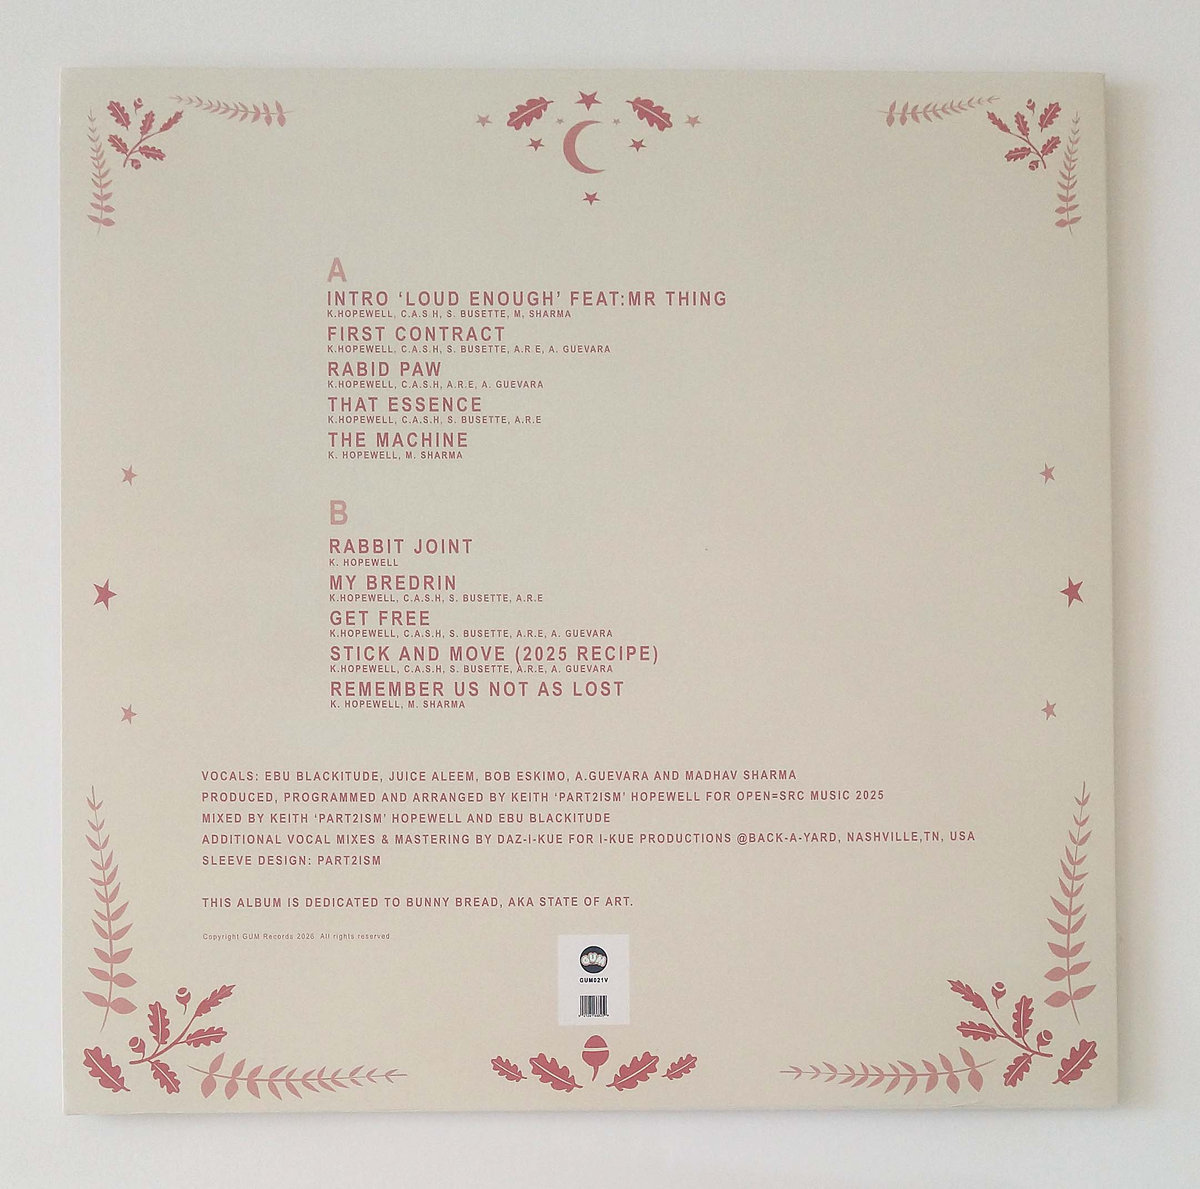 A
INTRO ‘LOUD ENOUGH’ FEAT:MR THING
K.HOPEWELL, C.A.S.H, S. BUSETTE, M, SHARMA
FIRST CONTRACT
K.HOPEWELL, C.A.S.H, S. BUSETTE, A.R E, A. GUEVARA
RABID PAW
K.HOPEWELL, C.A.S.H, A.R.E, A. GUEVARA
THAT ESSENCE
K.HOPEWELL, C.A.S.H, S. BUSETTE, A.R.E
THE MACHINE
K. HOPEWELL, M. SHARMA
B
RABBIT JOINT
K. HOPEWELL
MY BREDRIN
K.HOPEWELL, C.A.S.H, S. BUSETTE, A.R.E
GET FREE
K.HOPEWELL, C.A.S.H, S. BUSETTE, A.R.E, A. GUEVARA
STICK AND MOVE (2025 RECIPE)
K.HOPEWELL, C.A.S.H, S. BUSETTE, A.R.E, A. GUEVARA
REMEMBER US NOT AS LOST
K. HOPEWELL, M. SHARMA
VOCALS: EBU BLACKITUDE, JUICE ALEEM, BOB ESKIMO, A.GUEVARA AND MADHAV SHARMA
PRODUCED, PROGRAMMED AND ARRANGED BY KEITH ‘PART2ISM’ HOPEWELL FOR OPEN=SRC MUSIC 2025
MIXED BY KEITH ‘PART2ISM’ HOPEWELL AND EBU BLACKITUDE
ADDITIONAL VOCAL MIXES & MASTERING BY DAZ-I-KUE FOR I-KUE PRODUCTIONS @BACK-A-YARD, NASHVILLE,TN, USA
SLEEVE DESIGN: PART2ISM
THIS ALBUM IS DEDICATED TO BUNNY BREAD, AKA STATE OF ART.
Copyright GUM Records 2026 All rights reserved
GUM
GUM021V